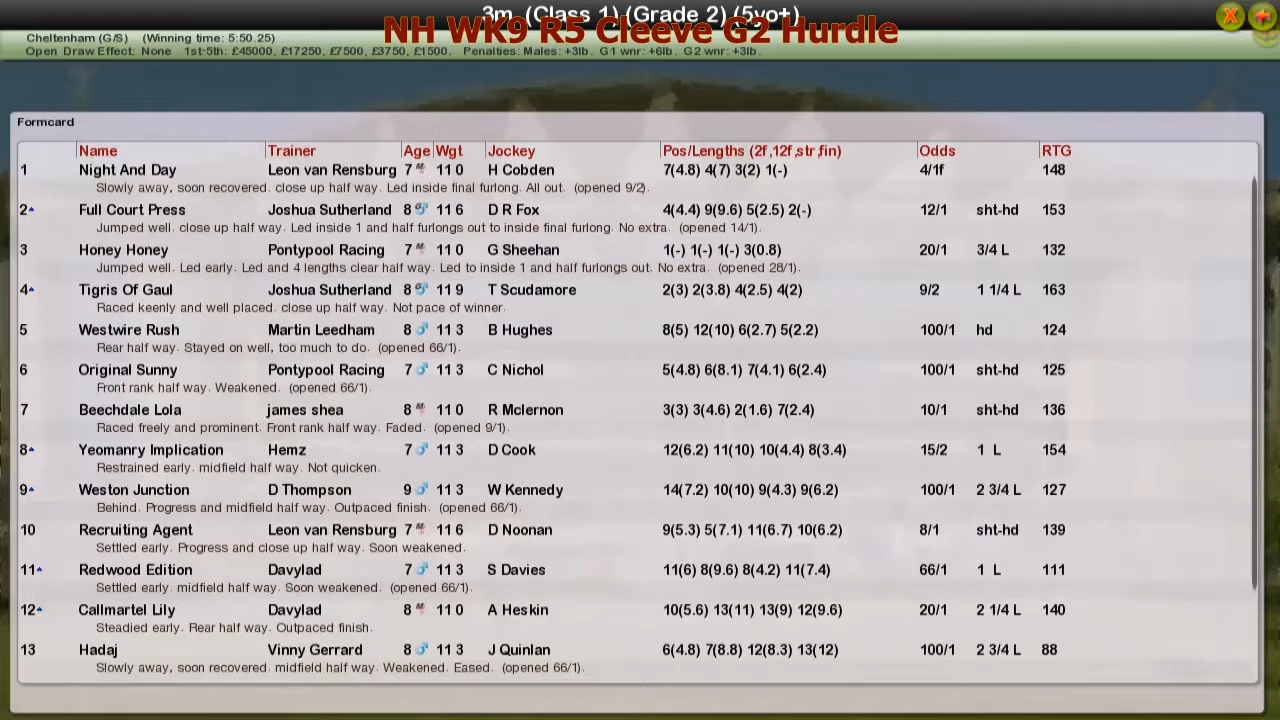 3m (Class 1) (Grade 2) (5yo+)
NH WK9 R5 Cleeve G2 Hurdle
Cheltenham (G/S) (Winning time: 5:50.25)
Open Draw Effect: None 1st-5th: £45000, £17250, £7500, £3750, £1500. Penalties: Males: +3lb. G1 wnr: +6lb. G2 wnr: +3lb.
Formcard
Name Trainer Age Wgt Jockey Pos/Lengths (2f,12f,str,fin) Odds RTG
1 Night And Day Leon van Rensburg 7 11 0 H Cobden 7(4.8) 4(7) 3(2) 1(-) 4/1f 148
Slowly away, soon recovered. close up half way. Led inside final furlong. All out. (opened 9/2).
2 Full Court Press Joshua Sutherland 8 11 6 D R Fox 4(4.4) 9(9.6) 5(2.5) 2(-) 12/1 sht-hd 153
Jumped well. close up half way. Led inside 1 and half furlongs out to inside final furlong. No extra. (opened 14/1).
3 Honey Honey Pontypool Racing 7 11 0 G Sheehan 1(-) 1(-) 1(-) 3(0.8) 20/1 3/4 L 132
Jumped well. Led early. Led and 4 lengths clear half way. Led to inside 1 and half furlongs out. No extra. (opened 28/1).
4 Tigris Of Gaul Joshua Sutherland 8 11 9 T Scudamore 2(3) 2(3.8) 4(2.5) 4(2) 9/2 1 1/4 L 163
Raced keenly and well placed. close up half way. Not pace of winner.
5 Westwire Rush Martin Leedham 8 11 3 B Hughes 8(5) 12(10) 6(2.7) 5(2.2) 100/1 hd 124
Rear half way. Stayed on well, too much to do. (opened 66/1).
6 Original Sunny Pontypool Racing 7 11 3 C Nichol 5(4.8) 6(8.1) 7(4.1) 6(2.4) 100/1 sht-hd 125
Front rank half way. Weakened. (opened 66/1).
7 Beechdale Lola james shea 8 11 0 R Mclernon 3(3) 3(4.6) 2(1.6) 7(2.4) 10/1 sht-hd 136
Raced freely and prominent. Front rank half way. Faded. (opened 9/1).
8 Yeomanry Implication Hemz 7 11 3 D Cook 12(6.2) 11(10) 10(4.4) 8(3.4) 15/2 1 L 154
Restrained early. midfield half way. Not quicken.
9 Weston Junction D Thompson 9 11 3 W Kennedy 14(7.2) 10(10) 9(4.3) 9(6.2) 100/1 2 3/4 L 127
Behind. Progress and midfield half way. Outpaced finish. (opened 66/1).
10 Recruiting Agent Leon van Rensburg 7 11 6 D Noonan 9(5.3) 5(7.1) 11(6.7) 10(6.2) 8/1 sht-hd 139
Settled early. Progress and close up half way. Soon weakened.
11 Redwood Edition Davylad 7 11 3 S Davies 11(6) 8(9.6) 8(4.2) 11(7.4) 66/1 1 L 111
Settled early. midfield half way. Soon weakened. (opened 66/1).
12 Callmartel Lily Davylad 8 11 0 A Heskin 10(5.6) 13(11) 13(9) 12(9.6) 20/1 2 1/4 L 140
Steadied early. Rear half way. Outpaced finish.
13 Hadaj Vinny Gerrard 8 11 3 J Quinlan 6(4.8) 7(8.8) 12(8.3) 13(12) 100/1 2 3/4 L 88
Slowly away, soon recovered. midfield half way. Weakened. Eased. (opened 66/1).